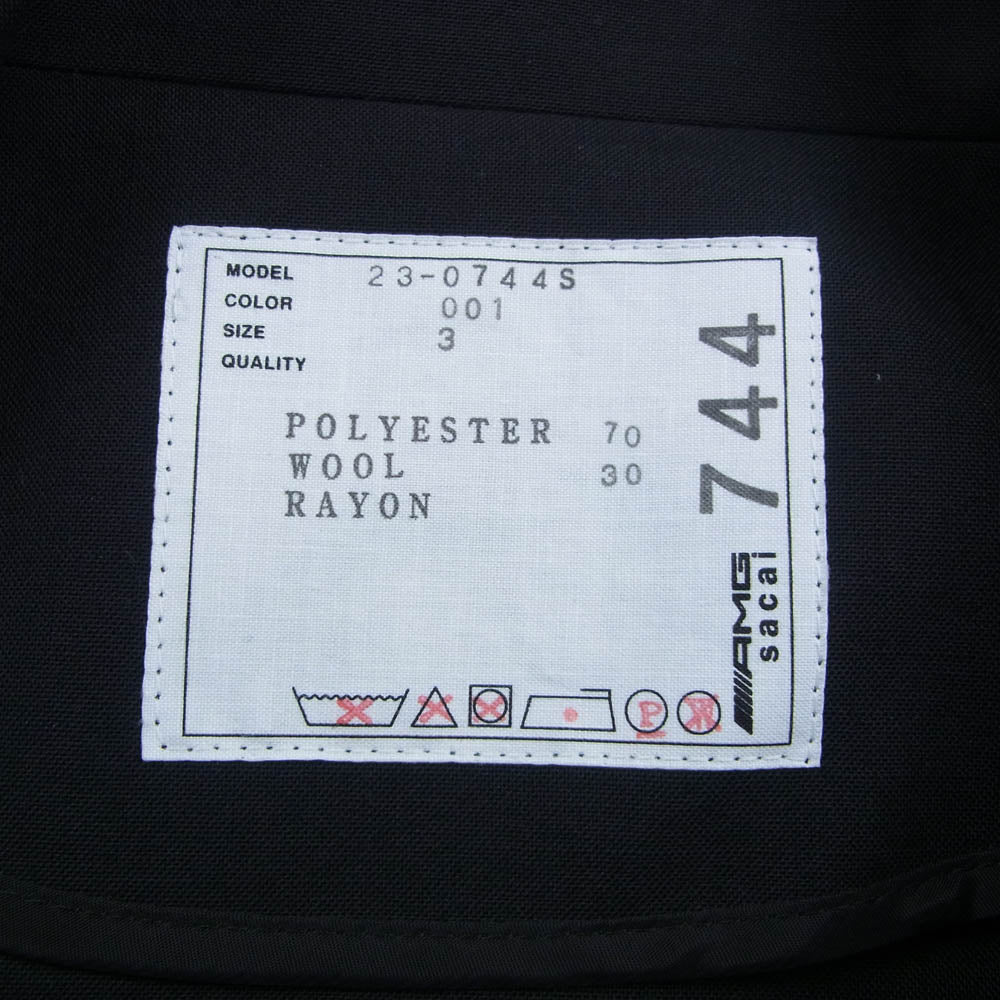 MODEL 23-0744S
COLOR 001
SIZE 3
QUALITY
POLYESTER 70
WOOL 30
RAYON
744
AMG
sacai
P
W